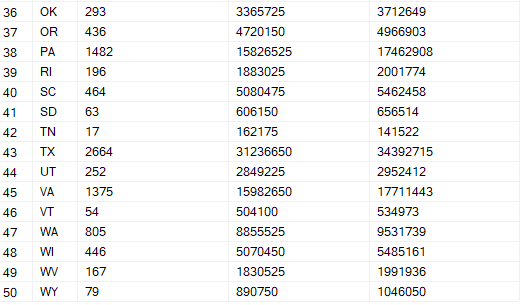 36 OK 293 3365725 3712649
37 OR 436 4720150 4966903
38 PA 1482 15826525 17462908
39 RI 196 1883025 2001774
40 SC 464 5080475 5462458
41 SD 63 606150 656514
42 TN 17 162175 141522
43 TX 2664 31236650 34392715
44 UT 252 2849225 2952412
45 VA 1375 15982650 17711443
46 VT 54 504100 534973
47 WA 805 8855525 9531739
48 WI 446 5070450 5485161
49 WV 167 1830525 1991936
50 WY 79 890750 1046050